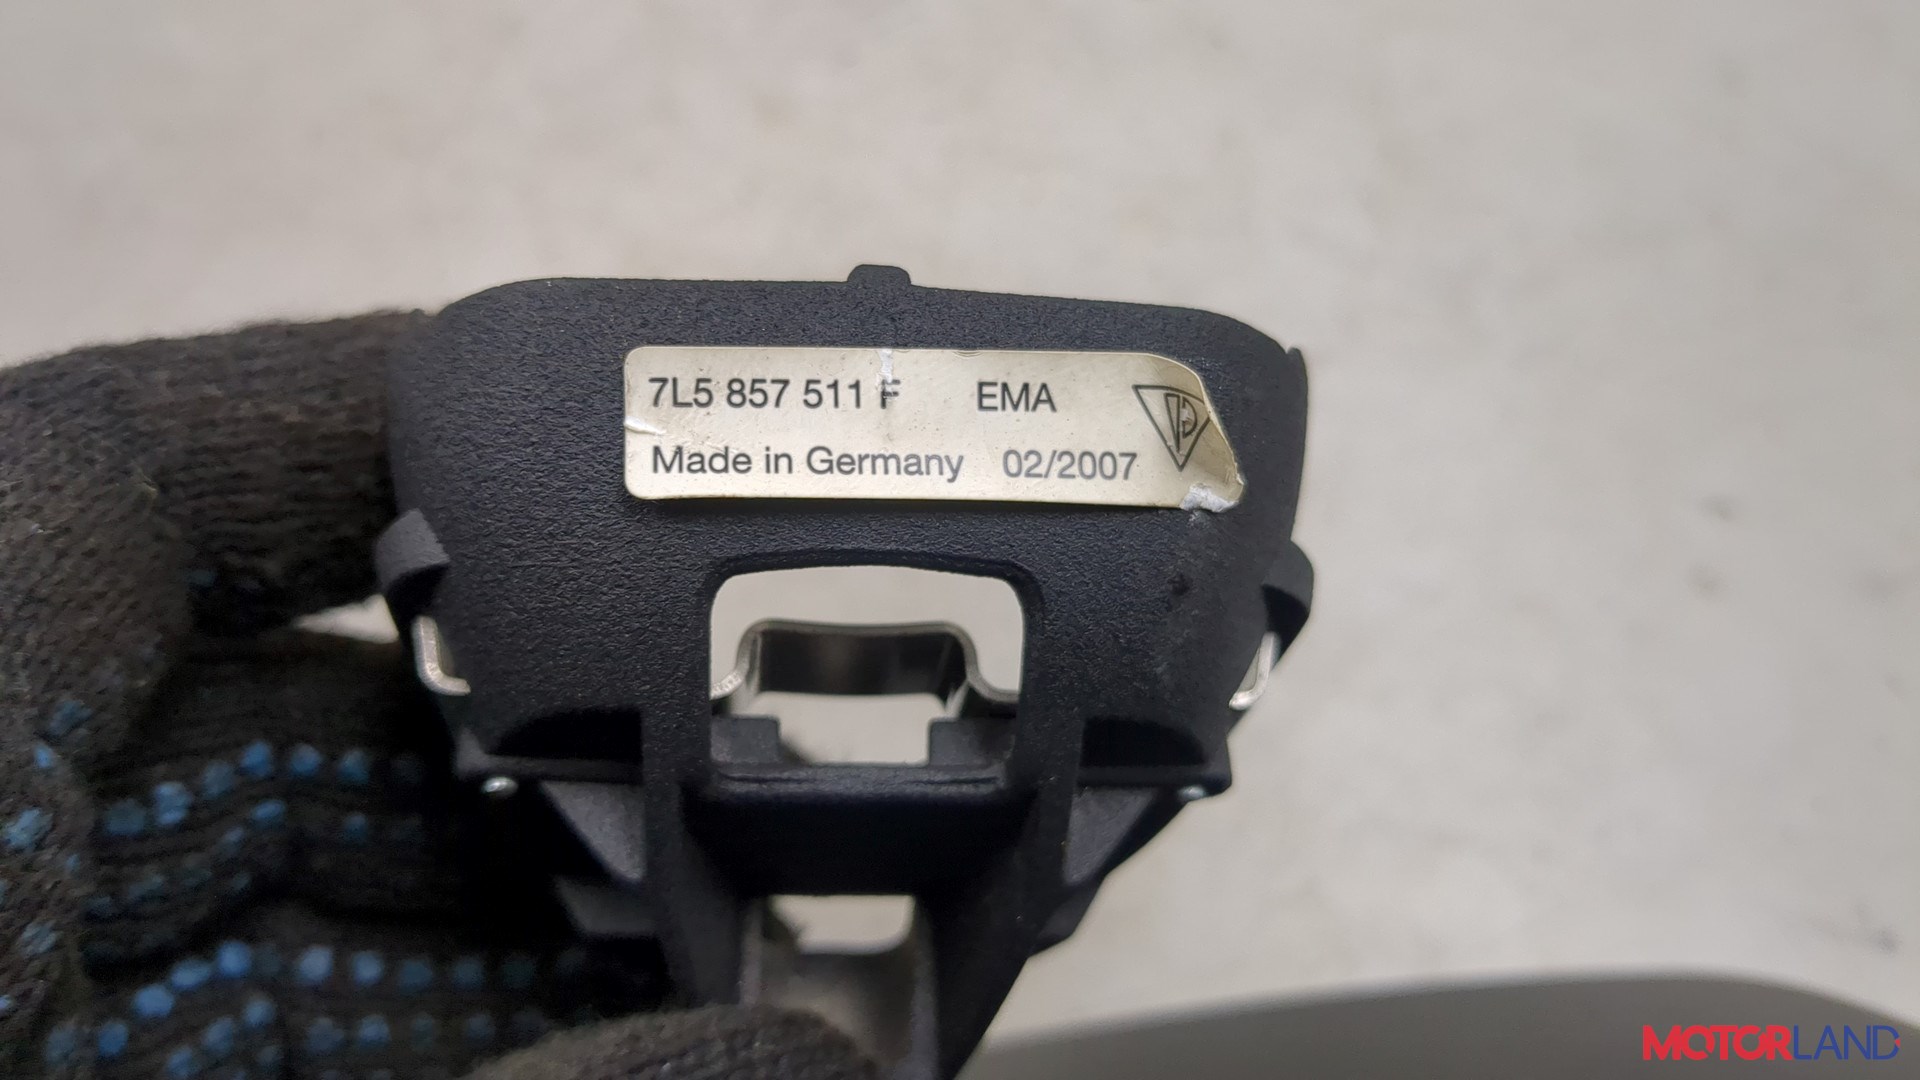 7L5 857 511 F EMA
Made in Germany 02/2007
MOTORLAND